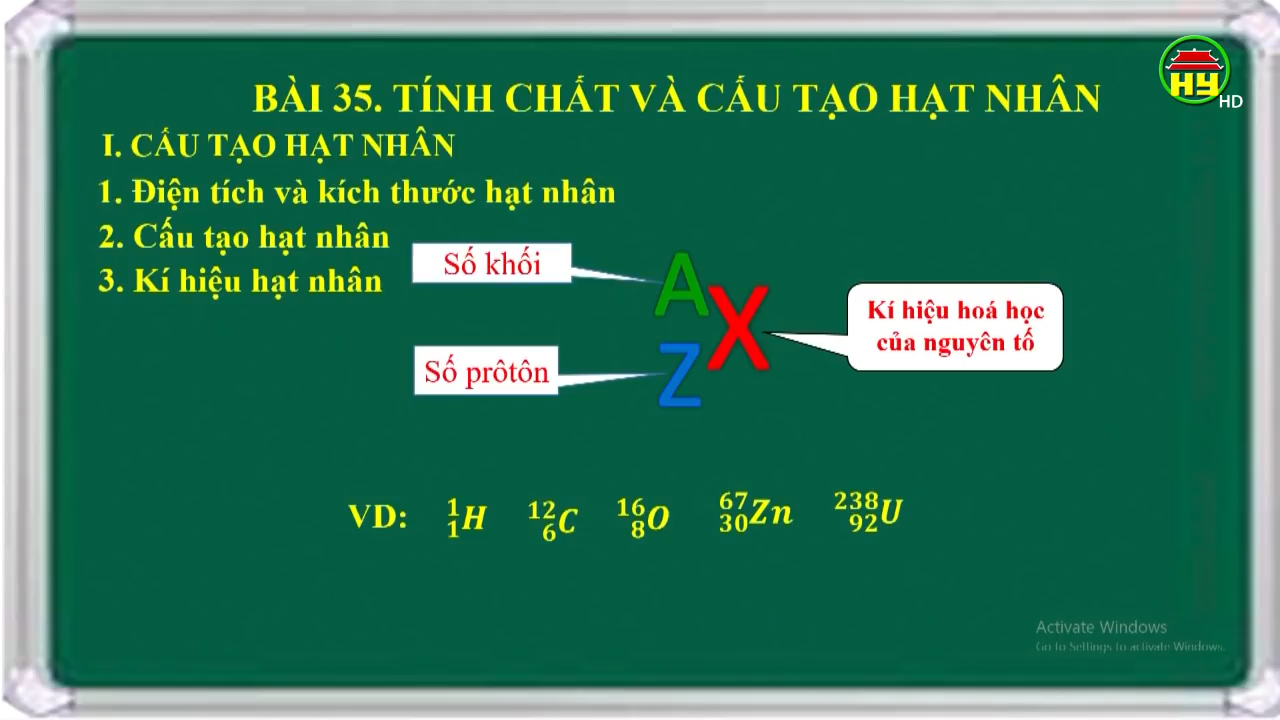 HY
HD
BÀI 35. TÍNH CHẤT VÀ CẤU TẠO HẠT NHÂN
I. CẤU TẠO HẠT NHÂN
1. Điện tích và kích thước hạt nhân
2. Cấu tạo hạt nhân
3. Kí hiệu hạt nhân
Số khối
A
X
Z
Số prôtôn
Kí hiệu hoá học
của nguyên tố
VD: ¹₁H ¹²₆C ¹⁶₈O ⁶⁷₃₀Zn ²³⁸₉₂U
Activate Windows
Go to Settings to activate Windows.